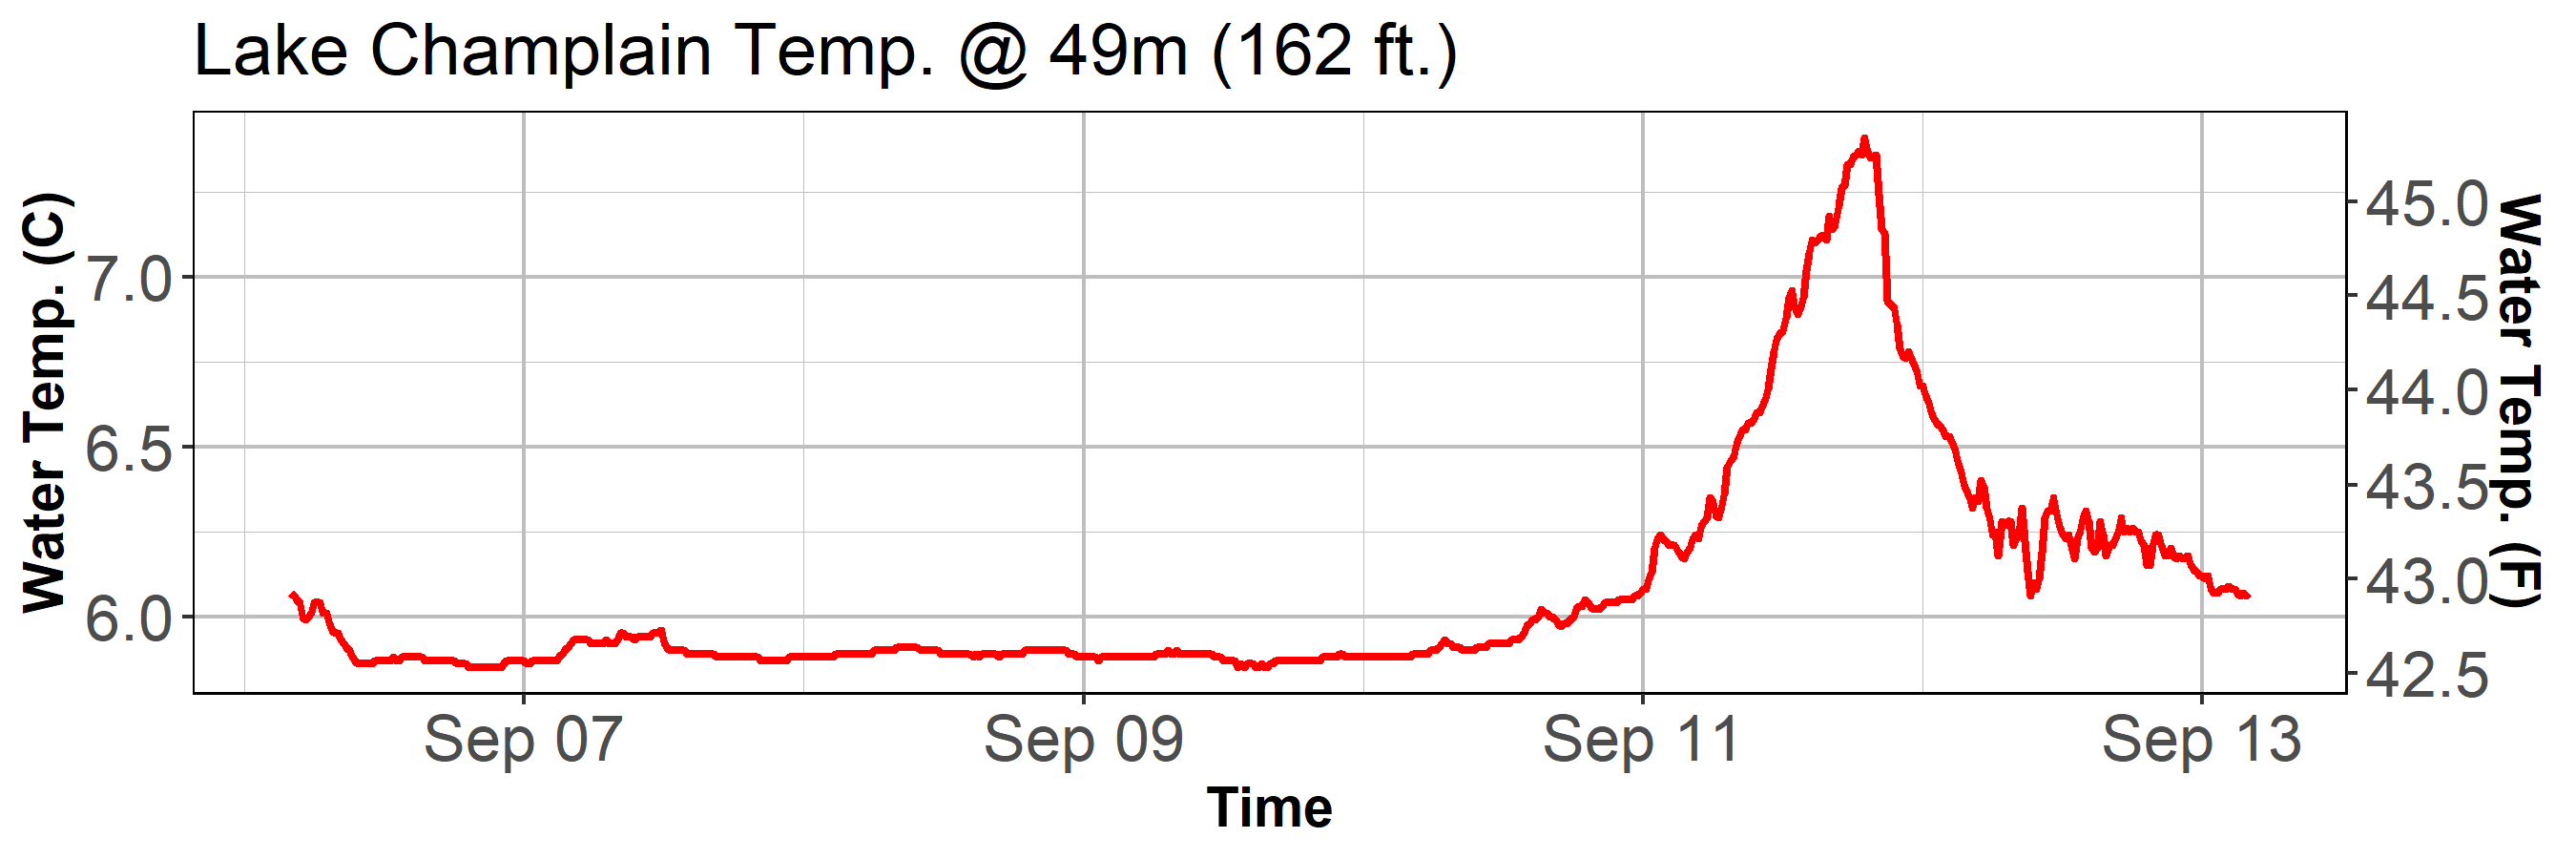 Lake Champlain Temp. @ 49m (162 ft.)
Water Temp. (C)
7.0
6.5
6.0
45.0
44.5
44.0
43.5
43.0
42.5
Water Temp. (F)
Sep 07
Sep 09
Sep 11
Sep 13
Time